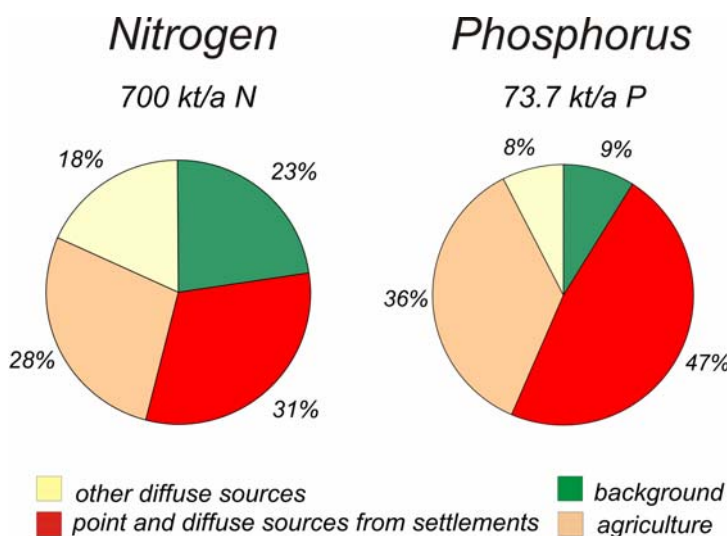 Nitrogen
Phosphorus
700 kt/a N
73.7 kt/a P
18%
23%
8%
9%
28%
31%
36%
47%
other diffuse sources
background
point and diffuse sources from settlements
agriculture